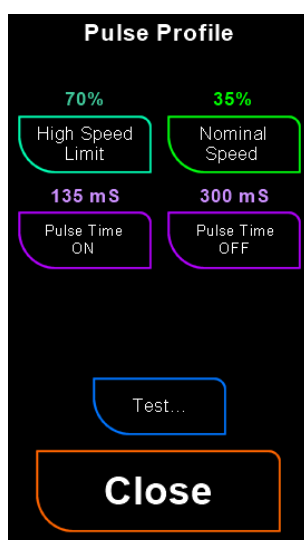 Pulse Profile
70% 35%
High Speed Limit
Nominal Speed
135 mS 300 mS
Pulse Time ON
Pulse Time OFF
Test...
Close